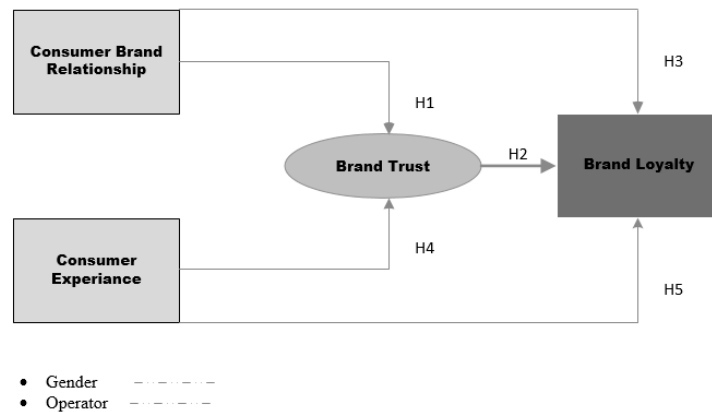 Consumer Brand
Relationship
H3
H1
Brand Trust
H2
Brand Loyalty
Consumer
Experiance
H4
H5
• Gender
• Operator